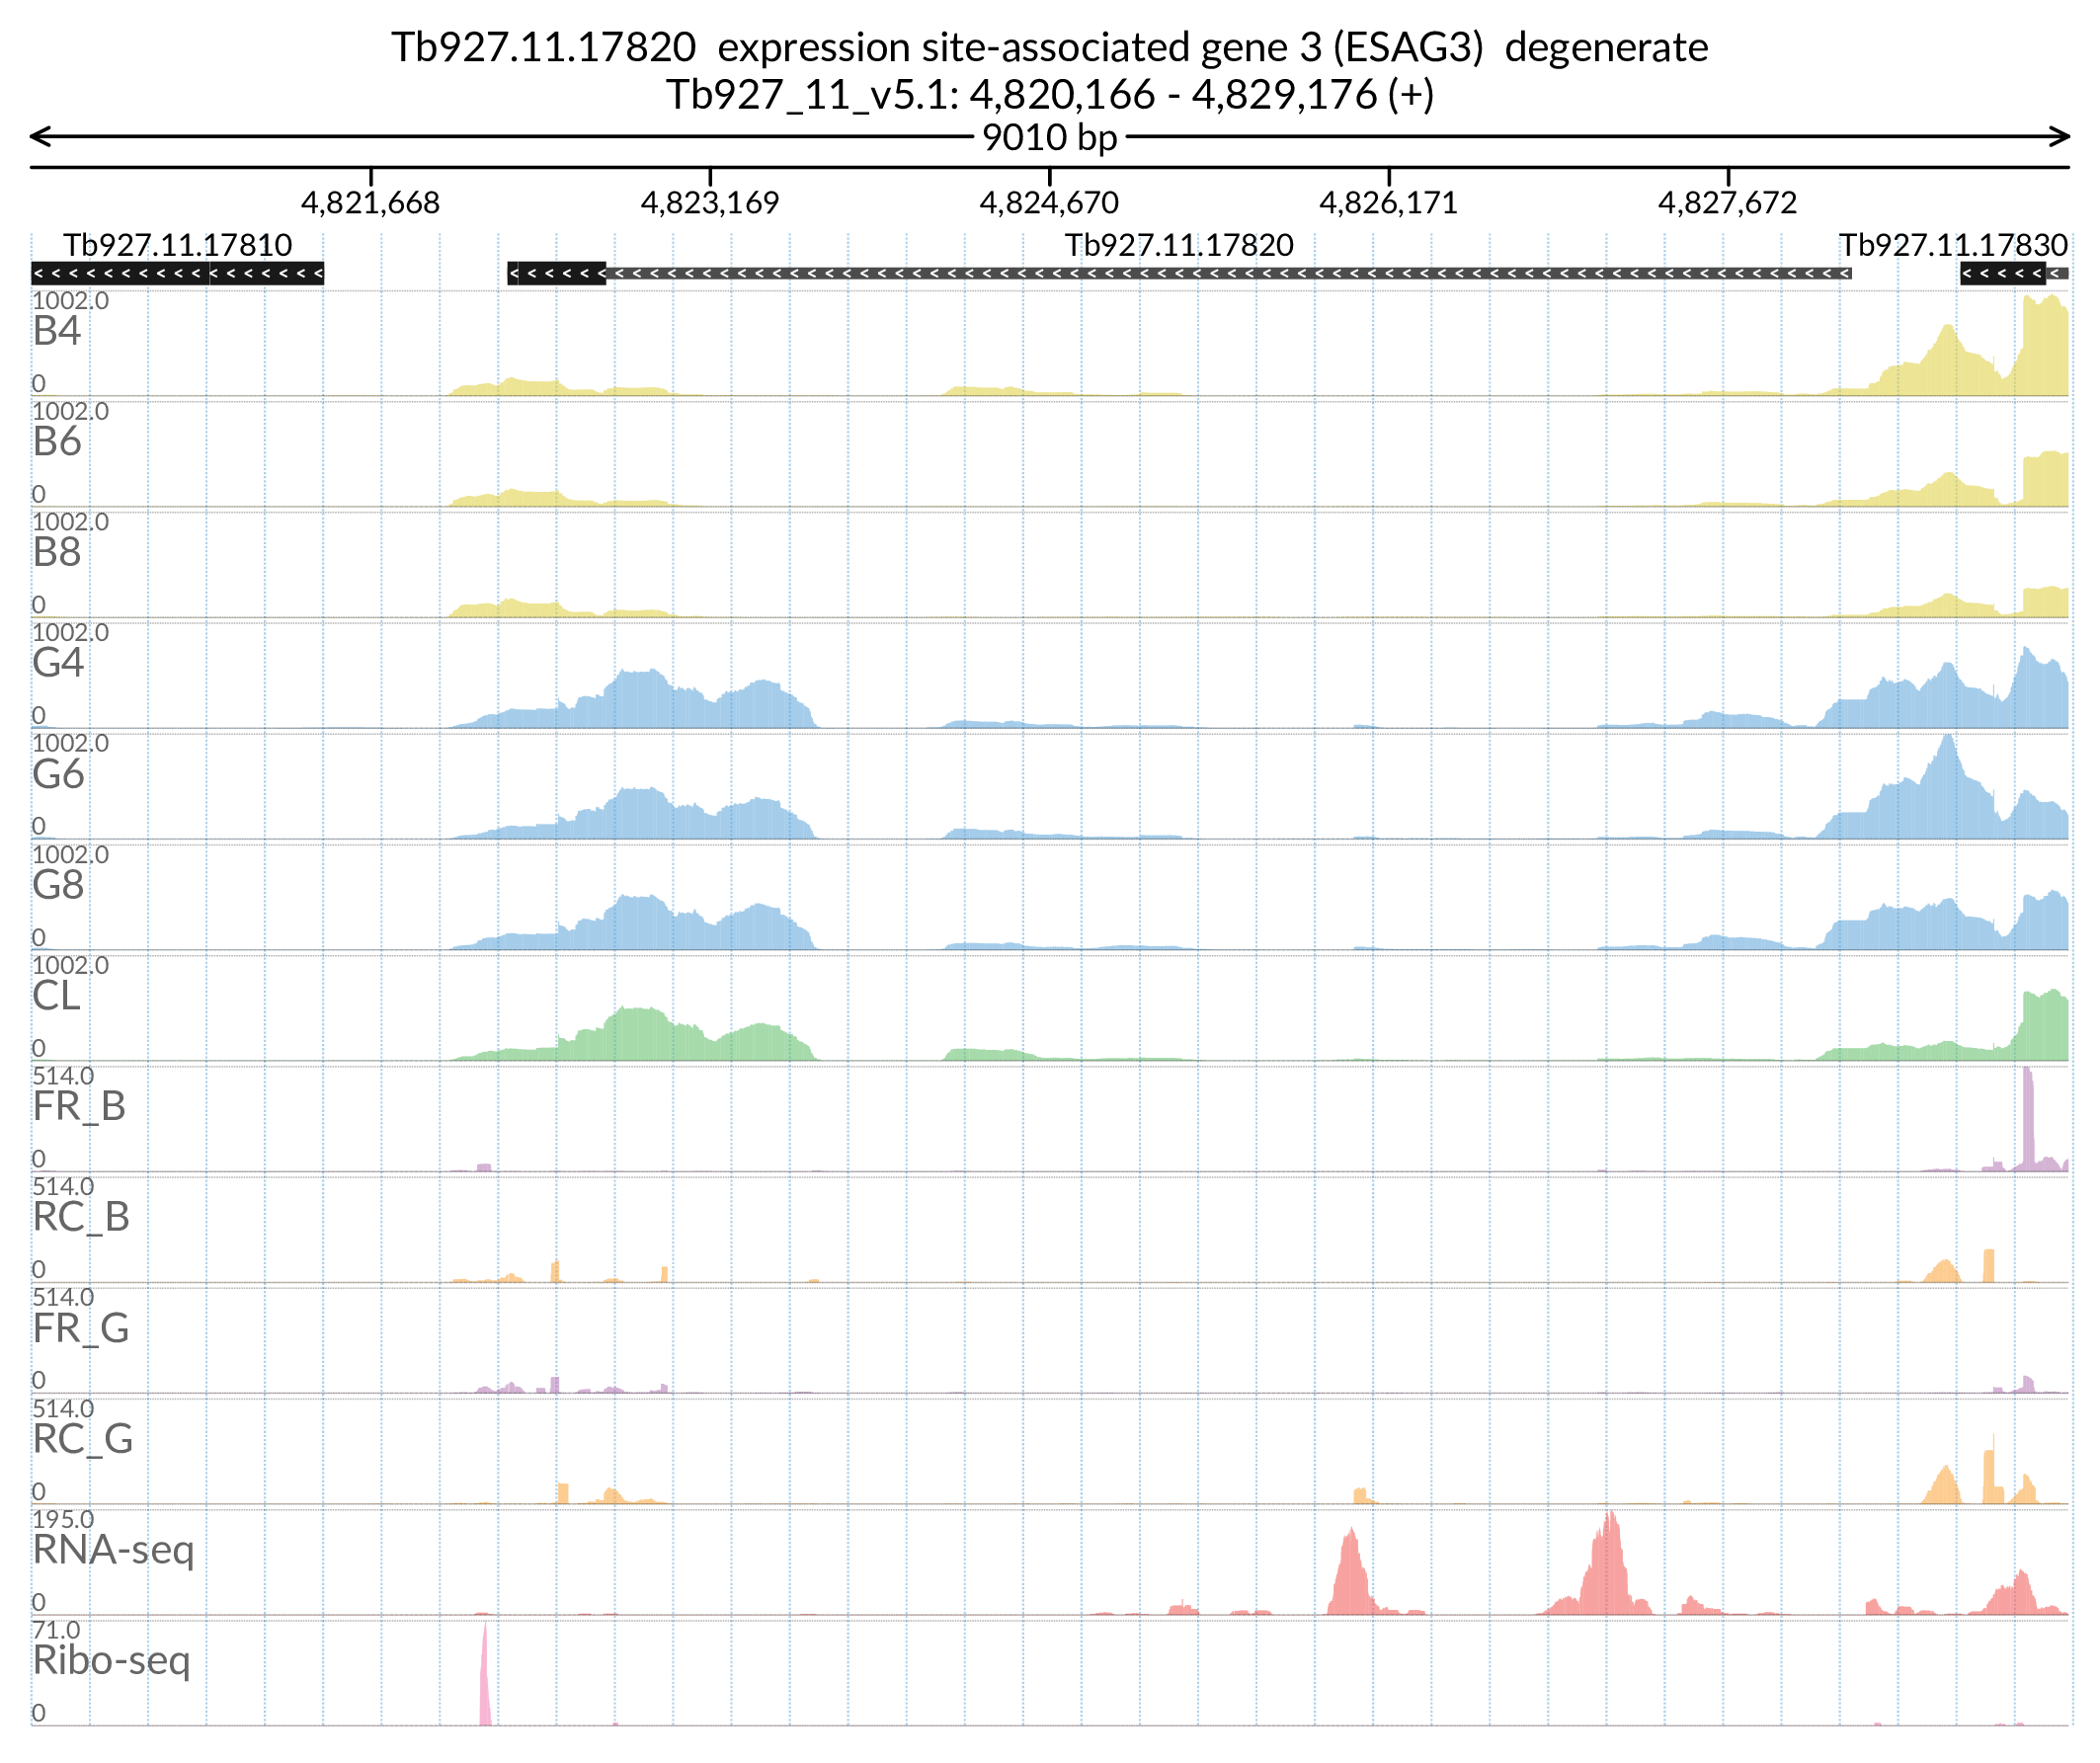 Tb927.11.17820  expression site-associated gene 3 (ESAG3)  degenerate
Tb927_11_v5.1: 4,820,166 - 4,829,176 (+)
9010 bp
4,821,668 4,823,169 4,824,670 4,826,171 4,827,672
Tb927.11.17810 Tb927.11.17820 Tb927.11.17830
1002.0
B4
0
1002.0
B6
0
1002.0
B8
0
1002.0
G4
0
1002.0
G6
0
1002.0
G8
0
1002.0
CL
0
514.0
FR_B
0
514.0
RC_B
0
514.0
FR_G
0
514.0
RC_G
0
195.0
RNA-seq
0
71.0
Ribo-seq
0